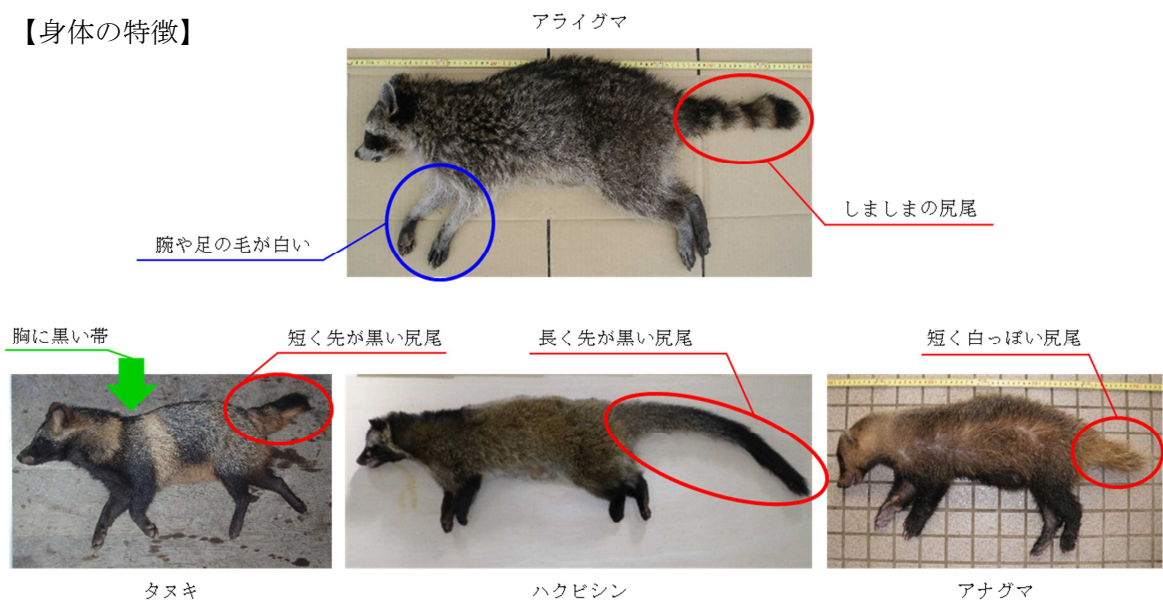 【身体の特徴】
アライグマ
しましまの尻尾
腕や足の毛が白い
胸に黒い帯
短く先が黒い尻尾
長く先が黒い尻尾
短く白っぽい尻尾
タヌキ
ハクビシン
アナグマ